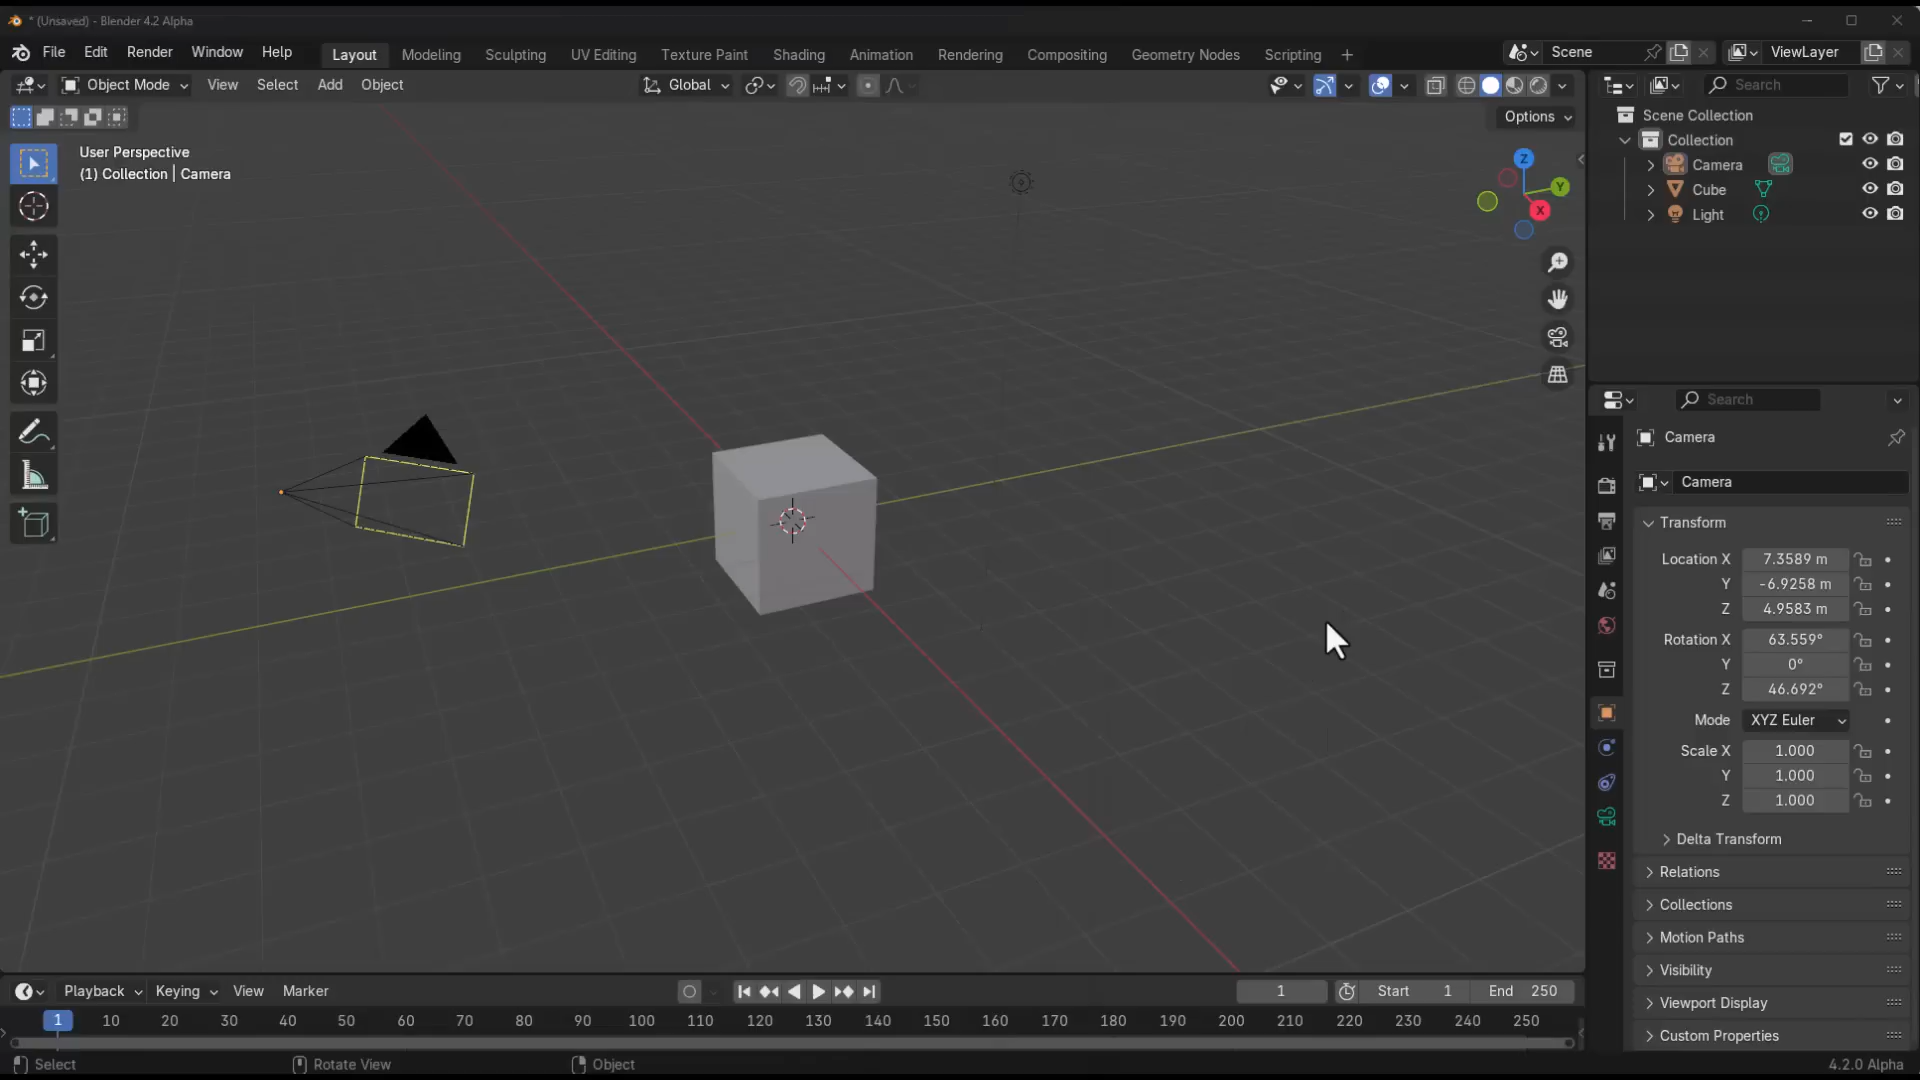 * (Unsaved) - Blender 4.2 Alpha
File Edit Render Window Help
Layout Modeling Sculpting UV Editing Texture Paint Shading Animation Rendering Compositing Geometry Nodes Scripting +
Scene
ViewLayer
Object Mode View Select Add Object
Global
Search
Options
User Perspective
(1) Collection | Camera
Z
Y
X
Scene Collection
Collection
Camera
Cube
Light
Search
Camera
Camera
Transform
Location X 7.3589 m
Y -6.9258 m
Z 4.9583 m
Rotation X 63.559°
Y 0°
Z 46.692°
Mode XYZ Euler
Scale X 1.000
Y 1.000
Z 1.000
Delta Transform
Relations
Collections
Motion Paths
Visibility
Viewport Display
Custom Properties
Playback Keying View Marker
1 Start 1 End 250
1 10 20 30 40 50 60 70 80 90 100 110 120 130 140 150 160 170 180 190 200 210 220 230 240 250
Select Rotate View Object
4.2.0 Alpha